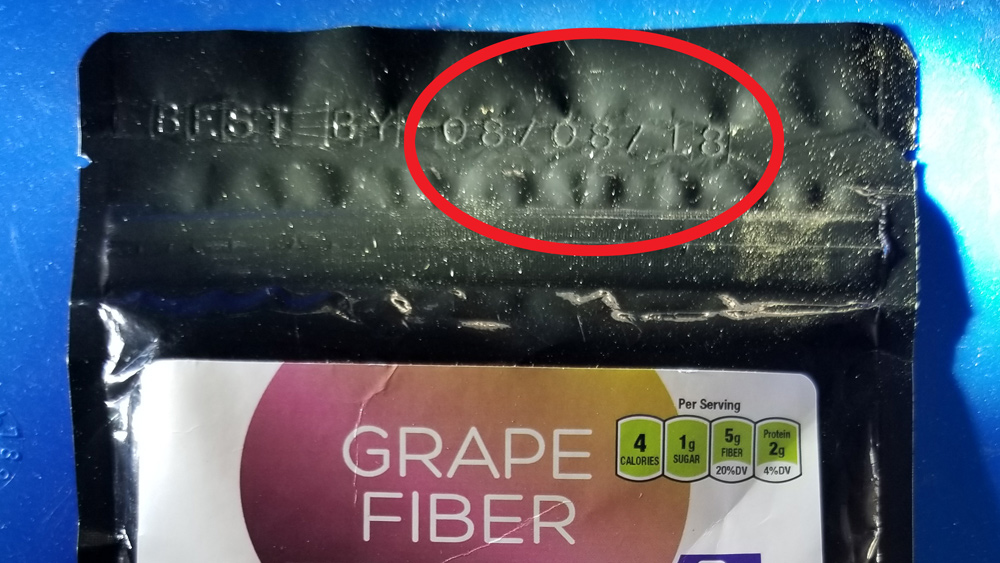 BEST BY 08/08/18
Per Serving
4 CALORIES
1g SUGAR
5g FIBER 20%DV
Protein 2g 4%DV
GRAPE
FIBER